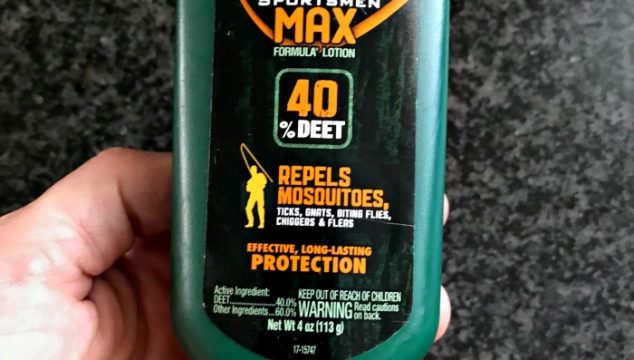 SPORTSMEN
MAX
FORMULA® LOTION
40
% DEET
REPELS
MOSQUITOES,
TICKS, GNATS, BITING FLIES,
CHIGGERS & FLEAS
EFFECTIVE, LONG-LASTING
PROTECTION
Active Ingredient:
DEET....................40.0%
Other Ingredients...60.0%
KEEP OUT OF REACH OF CHILDREN
WARNING Read cautions on back.
Net Wt 4 oz (113 g)
17-15747